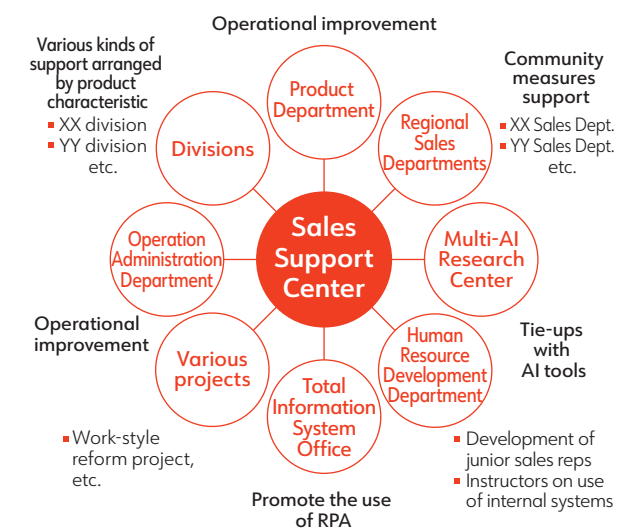 Operational improvement
Various kinds of
support arranged
by product
characteristic
▪ XX division
▪ YY division
etc.
Product
Department
Community
measures
support
▪ XX Sales Dept.
▪ YY Sales Dept.
etc.
Divisions
Regional
Sales
Departments
Operation
Administration
Department
Sales
Support
Center
Multi-AI
Research
Center
Operational
improvement
Various
projects
Total
Information
System
Office
Human
Resource
Development
Department
Tie-ups
with
AI tools
▪ Work-style
reform project,
etc.
Promote the use
of RPA
▪ Development of
junior sales reps
▪ Instructors on use
of internal systems